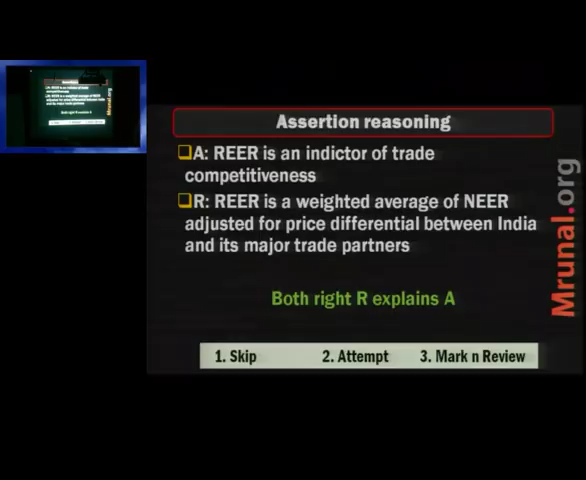 Assertion reasoning
A: REER is an indictor of trade
competitiveness
R: REER is a weighted average of NEER
adjusted for price differential between India
and its major trade partners
Both right R explains A
1. Skip 2. Attempt 3. Mark n Review
Mrunal.org